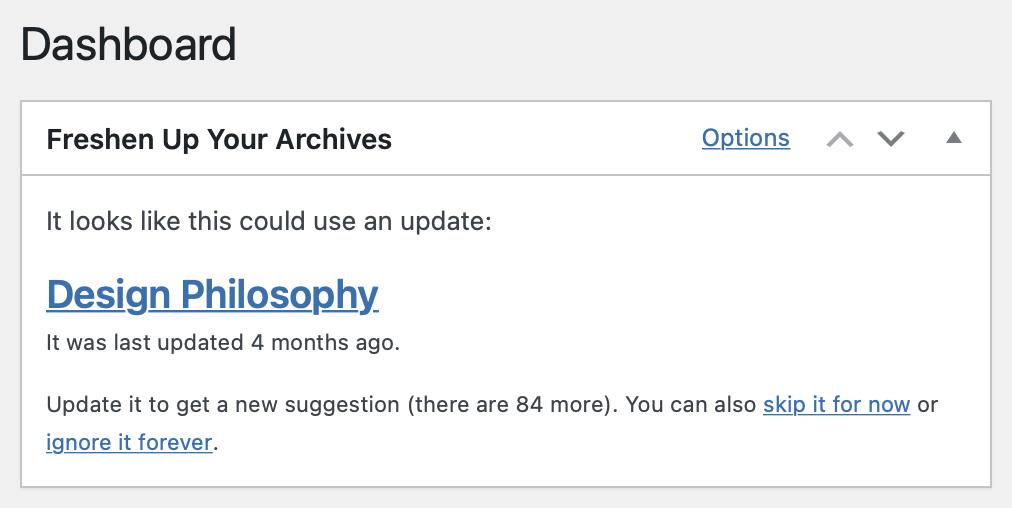 Dashboard
Freshen Up Your Archives Options
It looks like this could use an update:
Design Philosophy
It was last updated 4 months ago.
Update it to get a new suggestion (there are 84 more). You can also skip it for now or
ignore it forever.